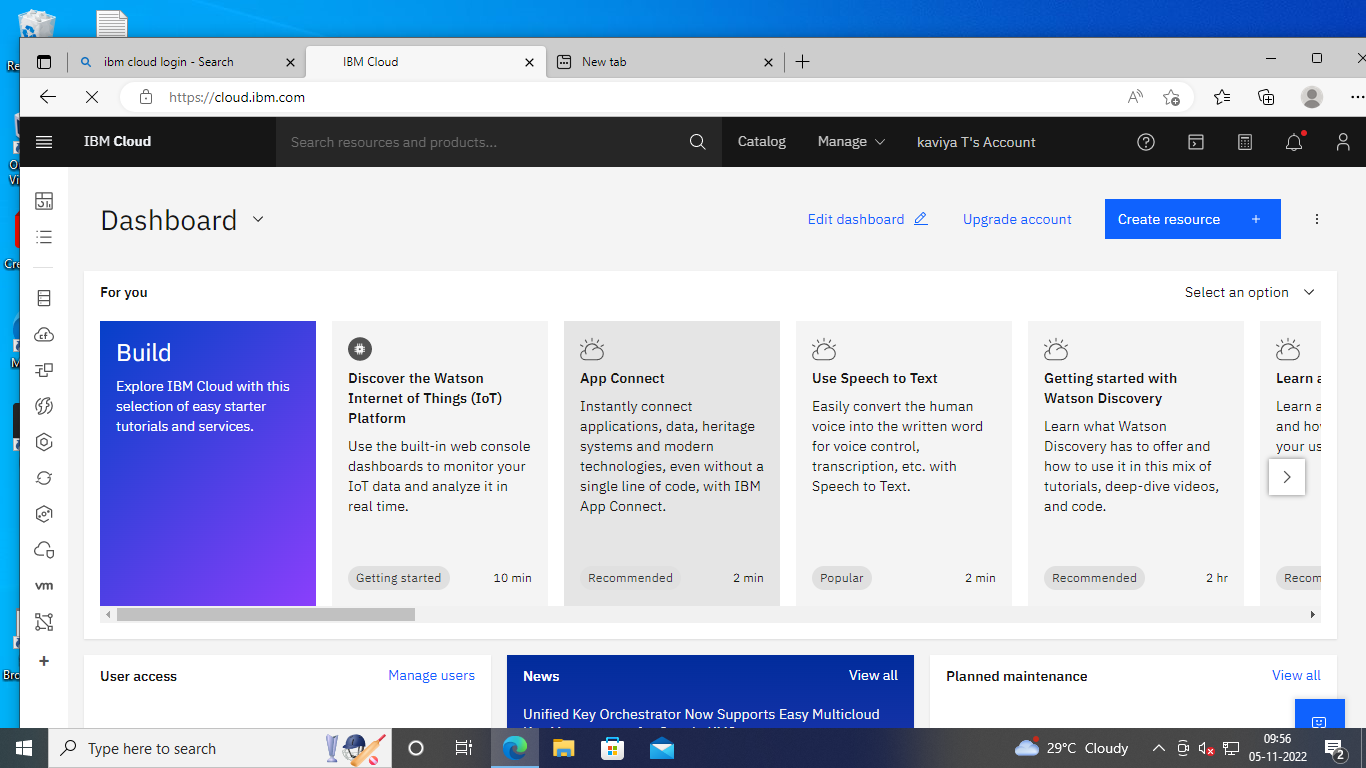 ibm cloud login - Search
IBM Cloud
New tab
https://cloud.ibm.com
IBM Cloud
Search resources and products...
Catalog
Manage
kaviya T's Account
Dashboard
Edit dashboard
Upgrade account
Create resource +
For you
Select an option
Build
Explore IBM Cloud with this
selection of easy starter
tutorials and services.
Discover the Watson
Internet of Things (IoT)
Platform
Use the built-in web console
dashboards to monitor your
IoT data and analyze it in
real time.
Getting started
10 min
App Connect
Instantly connect
applications, data, heritage
systems and modern
technologies, even without a
single line of code, with IBM
App Connect.
Recommended
2 min
Use Speech to Text
Easily convert the human
voice into the written word
for voice control,
transcription, etc. with
Speech to Text.
Popular
2 min
Getting started with
Watson Discovery
Learn what Watson
Discovery has to offer and
how to use it in this mix of
tutorials, deep-dive videos,
and code.
Recommended
2 hr
Learn
Learn
and
your
vm
User access
Manage users
News
View all
Unified Key Orchestrator Now Supports Easy Multicloud
Planned maintenance
View all
Type here to search
29°C Cloudy
09:56
05-11-2022
2